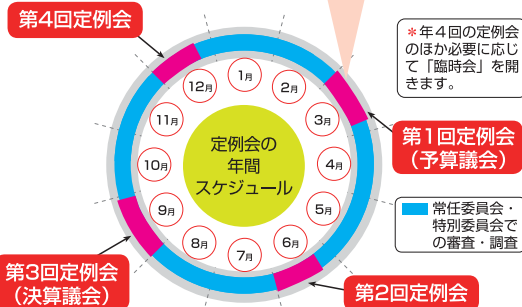 第4回定例会
＊年４回の定例会
のほか必要に応じ
て「臨時会」を開
きます。
第1回定例会
（予算議会）
定例会の
年間
スケジュール
1月
2月
3月
4月
5月
6月
7月
8月
9月
10月
11月
12月
常任委員会・
特別委員会で
の審査・調査
第3回定例会
（決算議会）
第2回定例会